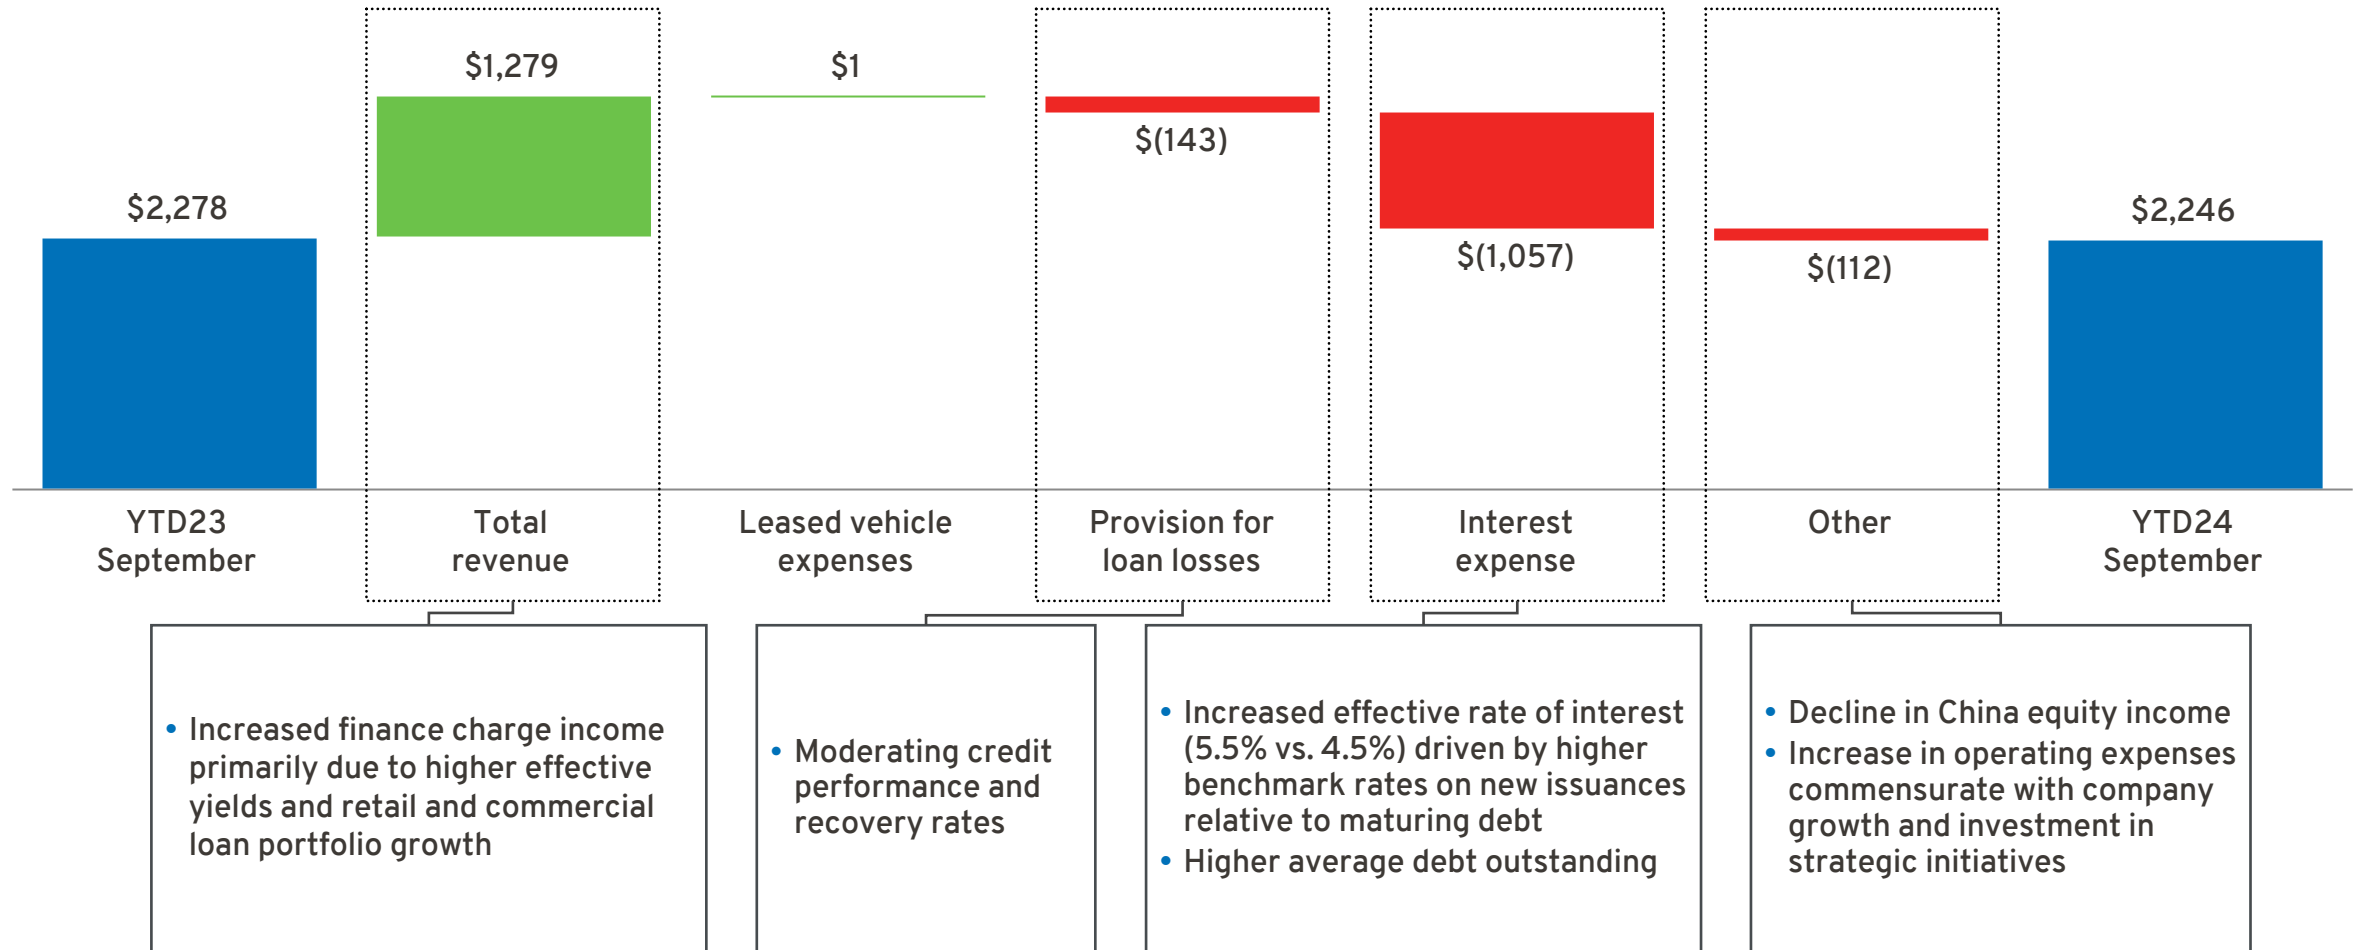 $2,278
$1,279
$1
$(143)
$(1,057)
$(112)
$2,246
YTD23
September
Total
revenue
Leased vehicle
expenses
Provision for
loan losses
Interest
expense
Other
YTD24
September
• Increased finance charge income
primarily due to higher effective
yields and retail and commercial
loan portfolio growth
• Moderating credit
performance and
recovery rates
• Increased effective rate of interest
(5.5% vs. 4.5%) driven by higher
benchmark rates on new issuances
relative to maturing debt
• Higher average debt outstanding
• Decline in China equity income
• Increase in operating expenses
commensurate with company
growth and investment in
strategic initiatives